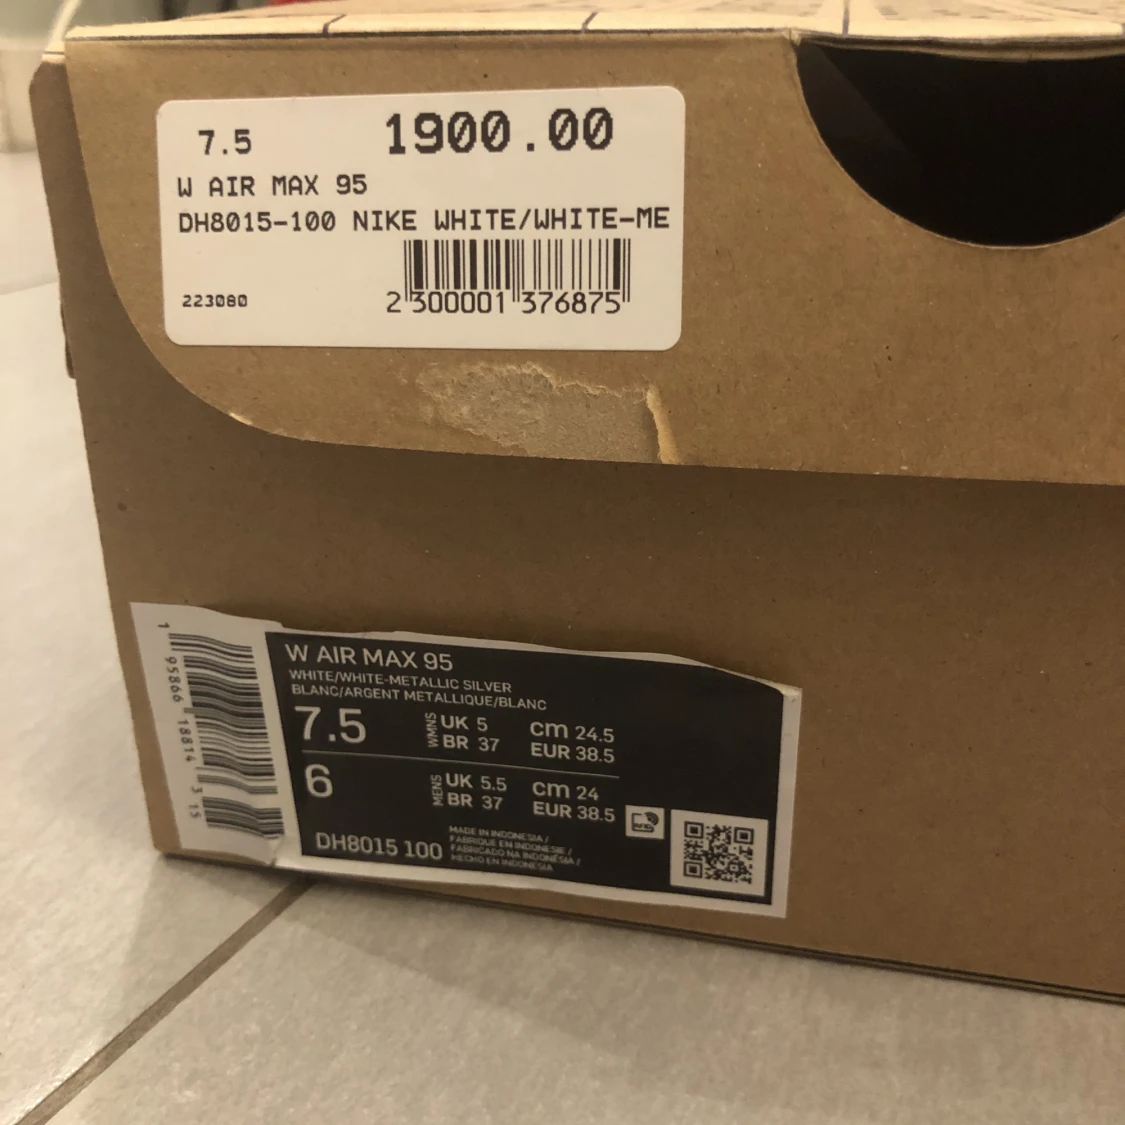 7.5 1900.00
W AIR MAX 95
DH8015-100 NIKE WHITE/WHITE-ME
223080 2 300001 376875
W AIR MAX 95
WHITE/WHITE-METALLIC SILVER
BLANC/ARGENT METALLIQUE/BLANC
7.5 WMNS UK 5 cm 24.5
BR 37 EUR 38.5
6 MENS UK 5.5 cm 24
BR 37 EUR 38.5
DH8015 100
MADE IN INDONESIA /
FABRIQUÉ EN INDONESIE /
FABRICADO NA INDONÉSIA /
HECHO EN INDONESIA
1 95866 18814 3 15